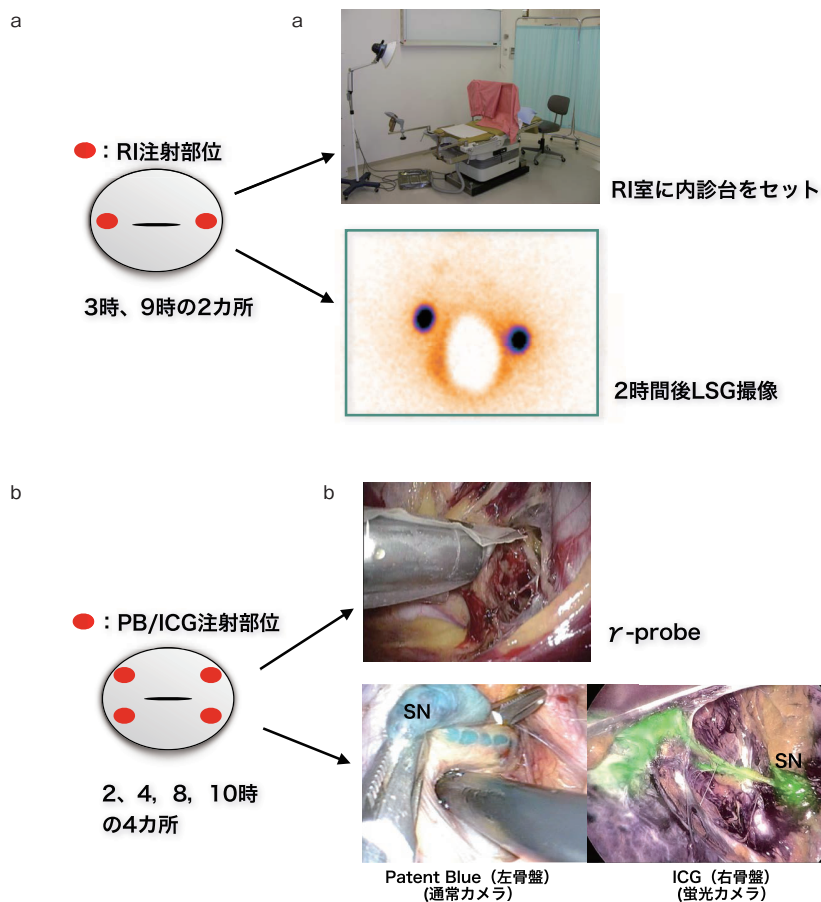 a
a
●：RI注射部位
RI室に内診台をセット
3時、9時の2カ所
2時間後LSG撮像
b
b
●：PB/ICG注射部位
γ-probe
SN
SN
2、4，8，10時
の4カ所
Patent Blue（左骨盤）
(通常カメラ）
ICG（右骨盤）
(蛍光カメラ）